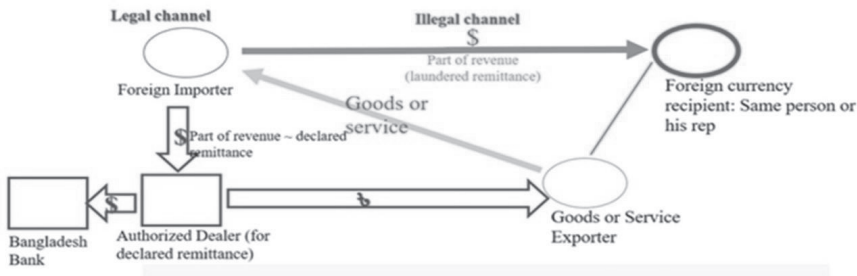 Legal channel
Illegal channel
$
Part of revenue
(laundered remittance)
Foreign Importer
Foreign currency
recipient: Same person or
his rep
Goods or
service
$ Part of revenue ~ declared
remittance
$
Bangladesh
Bank
Authorized Dealer (for
declared remittance)
Goods or Service
Exporter